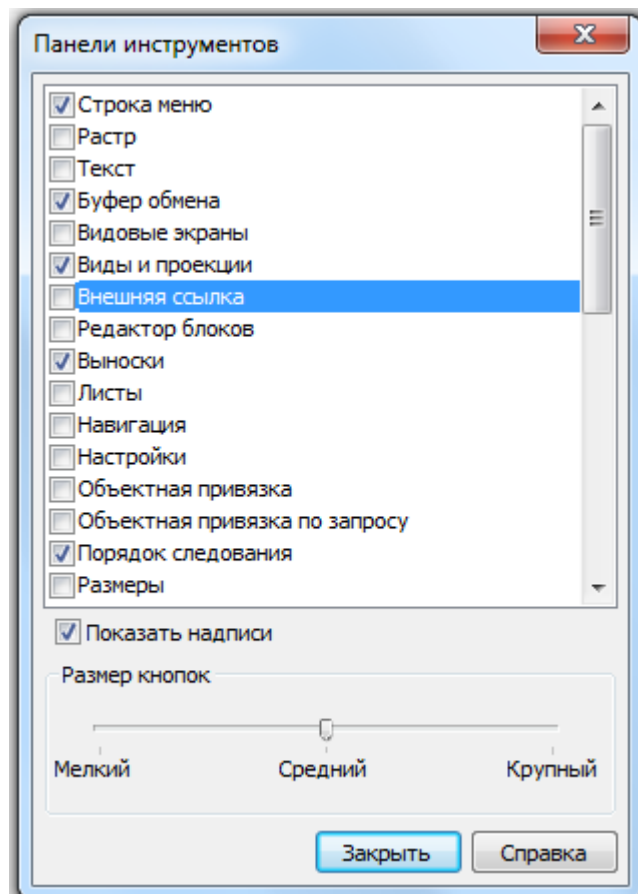 Панели инструментов
Строка меню
Растр
Текст
Буфер обмена
Видовые экраны
Виды и проекции
Внешняя ссылка
Редактор блоков
Выноски
Листы
Навигация
Настройки
Объектная привязка
Объектная привязка по запросу
Порядок следования
Размеры
Показать надписи
Размер кнопок
Мелкий Средний Крупный
Закрыть Справка